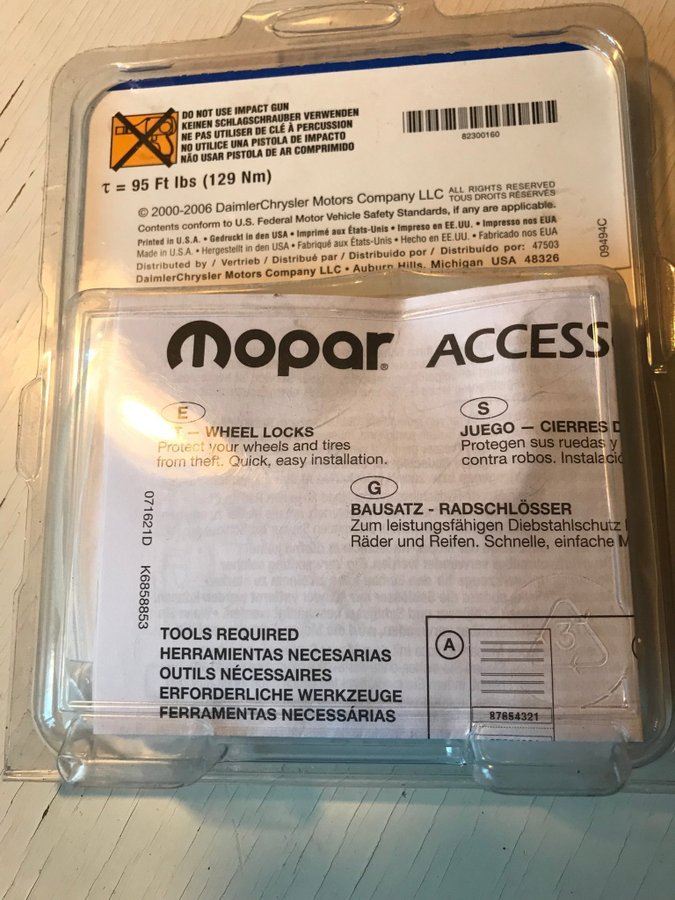 DO NOT USE IMPACT GUN
KEINEN SCHLAGSCHRAUBER VERWENDEN
NE PAS UTILISER DE CLÉ À PERCUSSION
NO UTILICE UNA PISTOLA DE IMPACTO
NÃO USAR PISTOLA DE AR COMPRIMIDO
82300160
τ = 95 Ft lbs (129 Nm)
© 2000-2006 DaimlerChrysler Motors Company LLC ALL RIGHTS RESERVED
TOUS DROITS RÉSERVÉS
Contents conform to U.S. Federal Motor Vehicle Safety Standards, if any are applicable.
Printed in U.S.A. • Gedruckt in den USA • Imprimé aux États-Unis • Impreso en EE.UU. • Impresso nos EUA
Made in U.S.A. • Hergestellt in den USA • Fabriqué aux États-Unis • Hecho en EE.UU. • Fabricado nos EUA
Distributed by / Vertrieb / Distribué par / Distribuido por / Distribuído por: 47503
DaimlerChrysler Motors Company LLC • Auburn Hills, Michigan USA 48326
09494C
mopar® ACCESS
E
T – WHEEL LOCKS
Protect your wheels and tires
from theft. Quick, easy installation.
S
JUEGO – CIERRES D
Protegen sus ruedas y
contra robos. Instalació
G
BAUSATZ - RADSCHLÖSSER
Zum leistungsfähigen Diebstahlschutz
Räder und Reifen. Schnelle, einfache M
071621D K6858853
TOOLS REQUIRED
HERRAMIENTAS NECESARIAS
OUTILS NÉCESSAIRES
ERFORDERLICHE WERKZEUGE
FERRAMENTAS NECESSÁRIAS
A
87654321
3